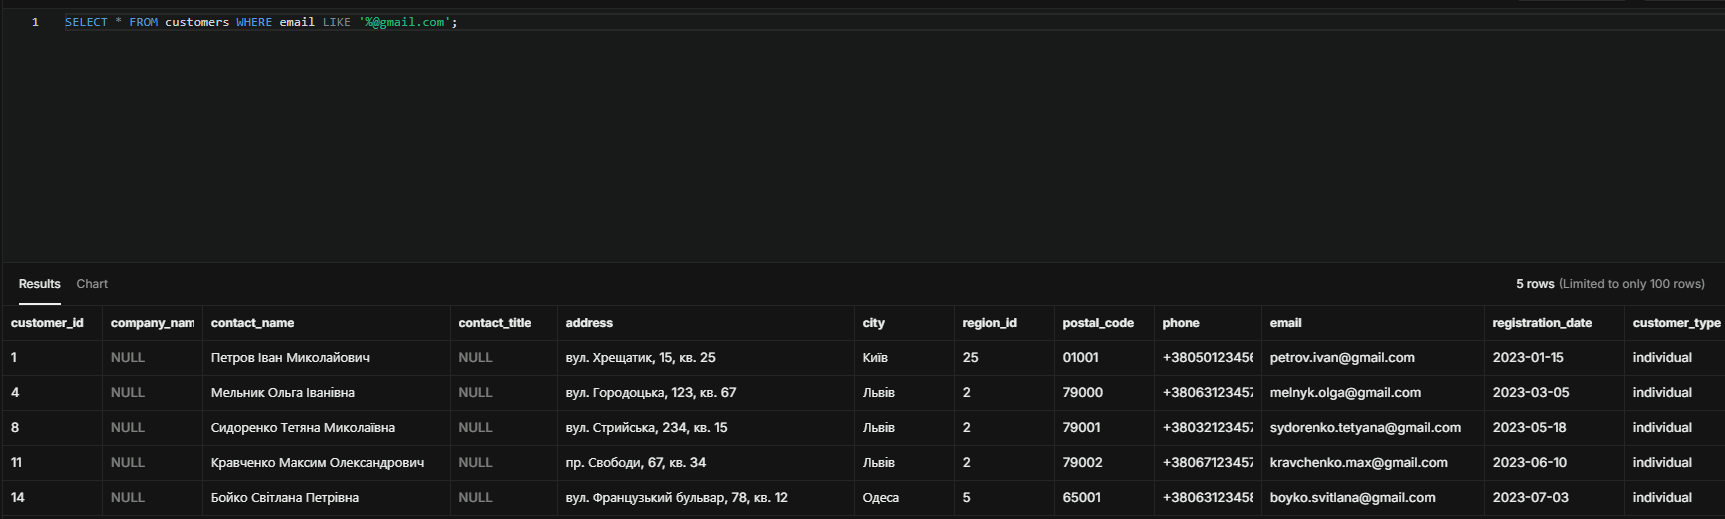 1 SELECT * FROM customers WHERE email LIKE '%@gmail.com';
Results Chart 5 rows (Limited to only 100 rows)
customer_id company_nam contact_name contact_title address city region_id postal_code phone email registration_date customer_type
1 NULL Петров Іван Миколайович NULL вул. Хрещатик, 15, кв. 25 Київ 25 01001 +38050123456 petrov.ivan@gmail.com 2023-01-15 individual
4 NULL Мельник Ольга Іванівна NULL вул. Городоцька, 123, кв. 67 Львів 2 79000 +38063123457 melnyk.olga@gmail.com 2023-03-05 individual
8 NULL Сидоренко Тетяна Миколаївна NULL вул. Стрийська, 234, кв. 15 Львів 2 79001 +38032123457 sydorenko.tetyana@gmail.com 2023-05-18 individual
11 NULL Кравченко Максим Олександрович NULL пр. Свободи, 67, кв. 34 Львів 2 79002 +38067123457 kravchenko.max@gmail.com 2023-06-10 individual
14 NULL Бойко Світлана Петрівна NULL вул. Французький бульвар, 78, кв. 12 Одеса 5 65001 +38063123458 boyko.svitlana@gmail.com 2023-07-03 individual